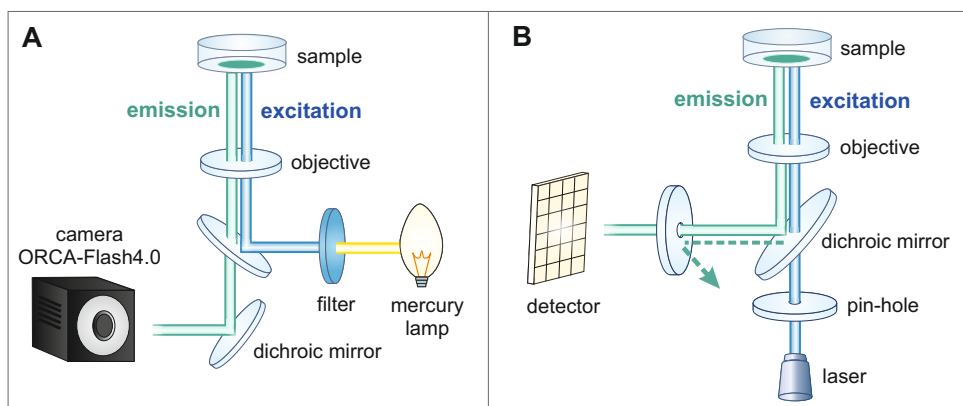 A
sample
emission excitation
objective
camera
ORCA-Flash4.0
filter
mercury
lamp
dichroic mirror
B
sample
emission excitation
objective
dichroic mirror
detector
pin-hole
laser